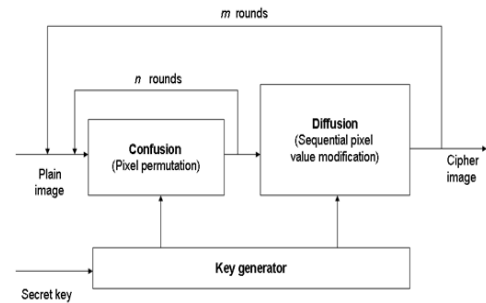 m rounds
n rounds
Confusion
(Pixel permutation)
Diffusion
(Sequential pixel
value modification)
Plain
image
Cipher
image
Key generator
Secret key